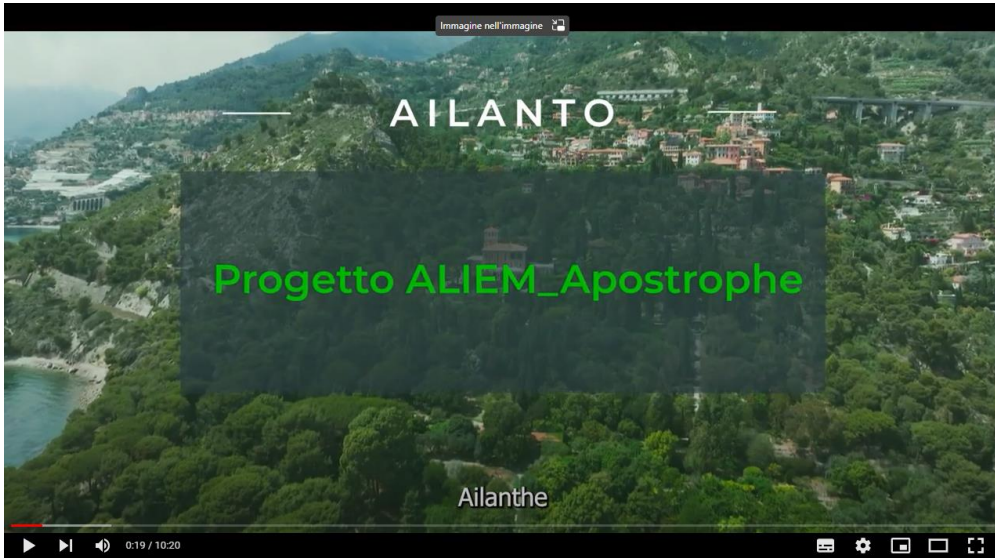 Immagine nell'immagine
AILANTO
Progetto ALIEM_Apostrophe
Ailanthe
0:19 / 10:20